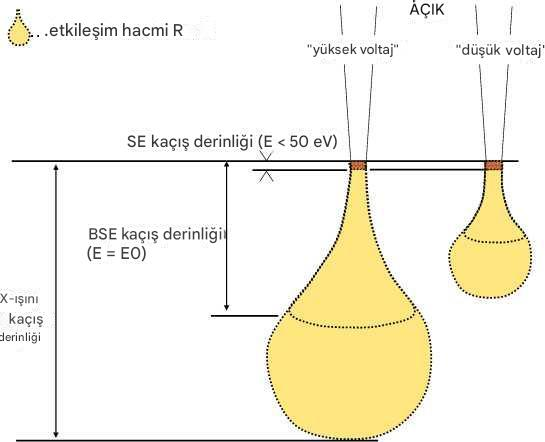 AÇIK
.etkileşim hacmi R
"yüksek voltaj"
"düşük voltaj'
SE kaçış derinliği (E < 50 eV)
BSE kaçış derinliği
(E = E0)
X-ışını
kaçış
derinliği